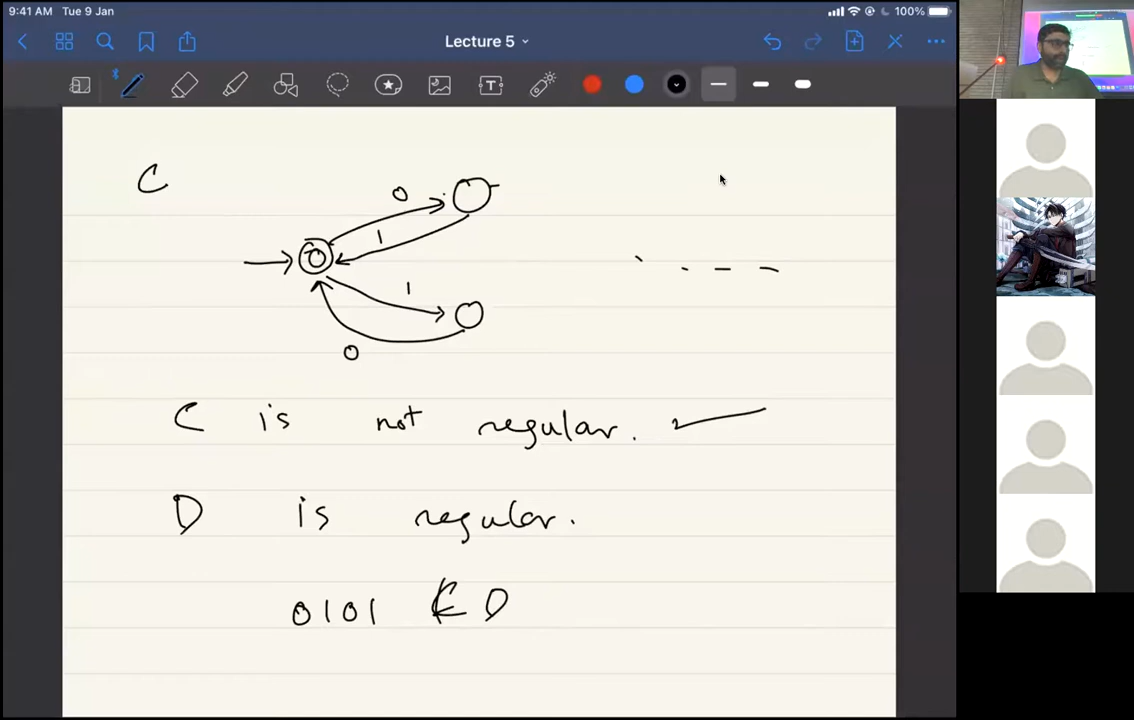 9:41 AM Tue 9 Jan
100%
Lecture 5
T
C
0
1
0
1
0
C is not regular.
D is regular.
0101 ∉ D